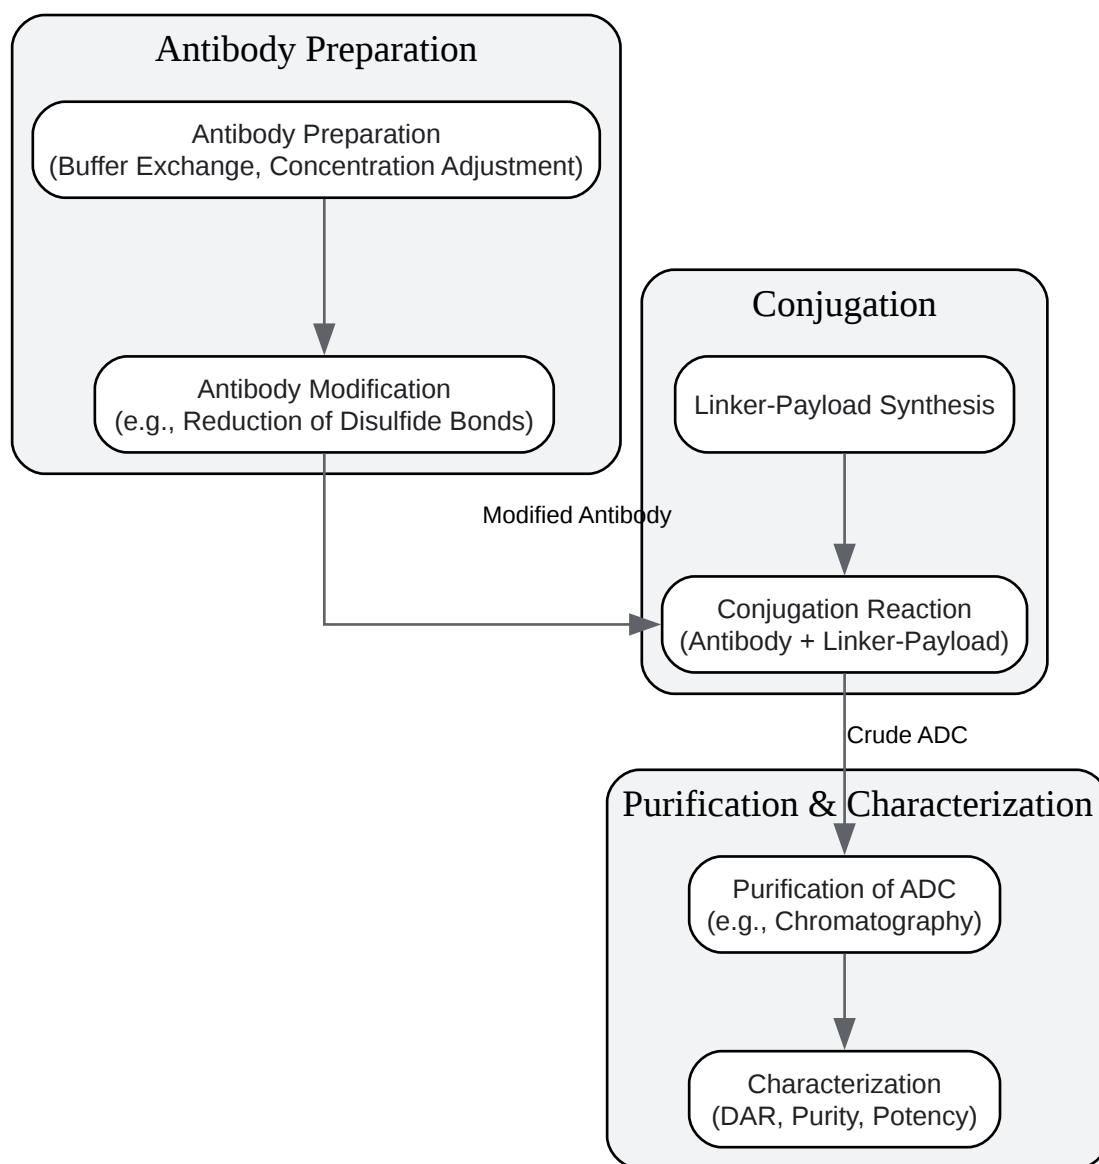 Antibody Preparation
Antibody Preparation
(Buffer Exchange, Concentration Adjustment)
Antibody Modification
(e.g., Reduction of Disulfide Bonds)
Modified Antibody
Conjugation
Linker-Payload Synthesis
Conjugation Reaction
(Antibody + Linker-Payload)
Crude ADC
Purification & Characterization
Purification of ADC
(e.g., Chromatography)
Characterization
(DAR, Purity, Potency)